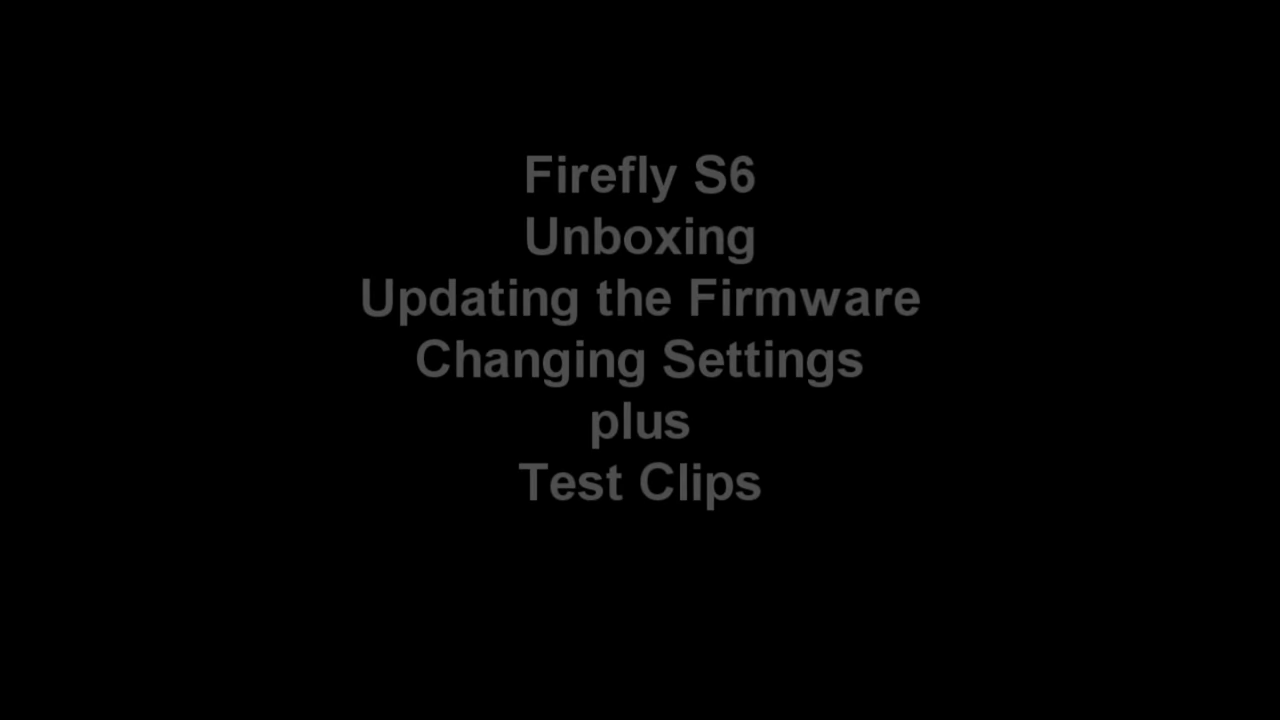 Firefly S6
Unboxing
Updating the Firmware
Changing Settings
plus
Test Clips